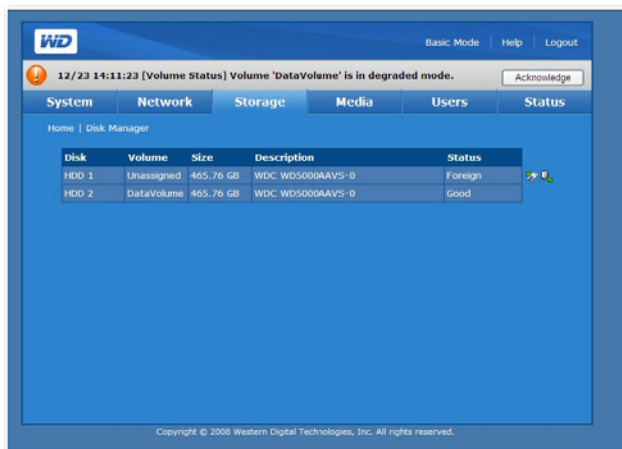 WD
Basic Mode | Help | Logout
12/23 14:11:23 [Volume Status] Volume 'DataVolume' is in degraded mode. Acknowledge
System Network Storage Media Users Status
Home | Disk Manager
Disk Volume Size Description Status
HDD 1 Unassigned 465.76 GB WDC WD5000AAVS-0 Foreign
HDD 2 DataVolume 465.76 GB WDC WD5000AAVS-0 Good
Copyright © 2008 Western Digital Technologies, Inc. All rights reserved.